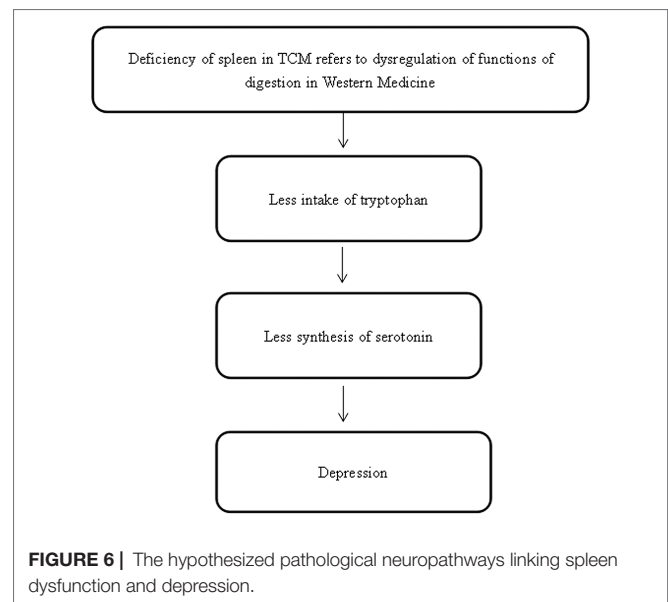 Deficiency of spleen in TCM refers to dysregulation of functions of
digestion in Western Medicine
Less intake of tryptophan
Less synthesis of serotonin
Depression
FIGURE 6 | The hypothesized pathological neuropathways linking spleen
dysfunction and depression.